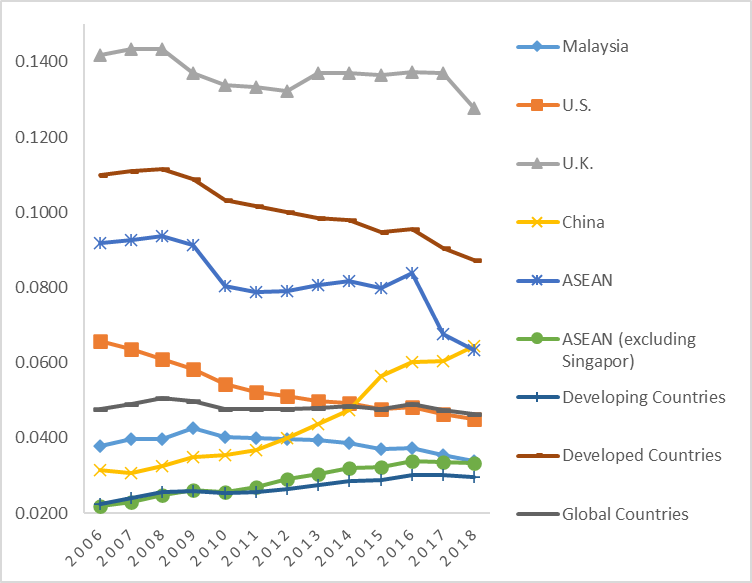 0.1400
0.1200
0.1000
0.0800
0.0600
0.0400
0.0200
2006
2007
2008
2009
2010
2011
2012
2013
2014
2015
2016
2017
2018
Malaysia
U.S.
U.K.
China
ASEAN
ASEAN (excluding
Singapor)
Developing Countries
Developed Countries
Global Countries